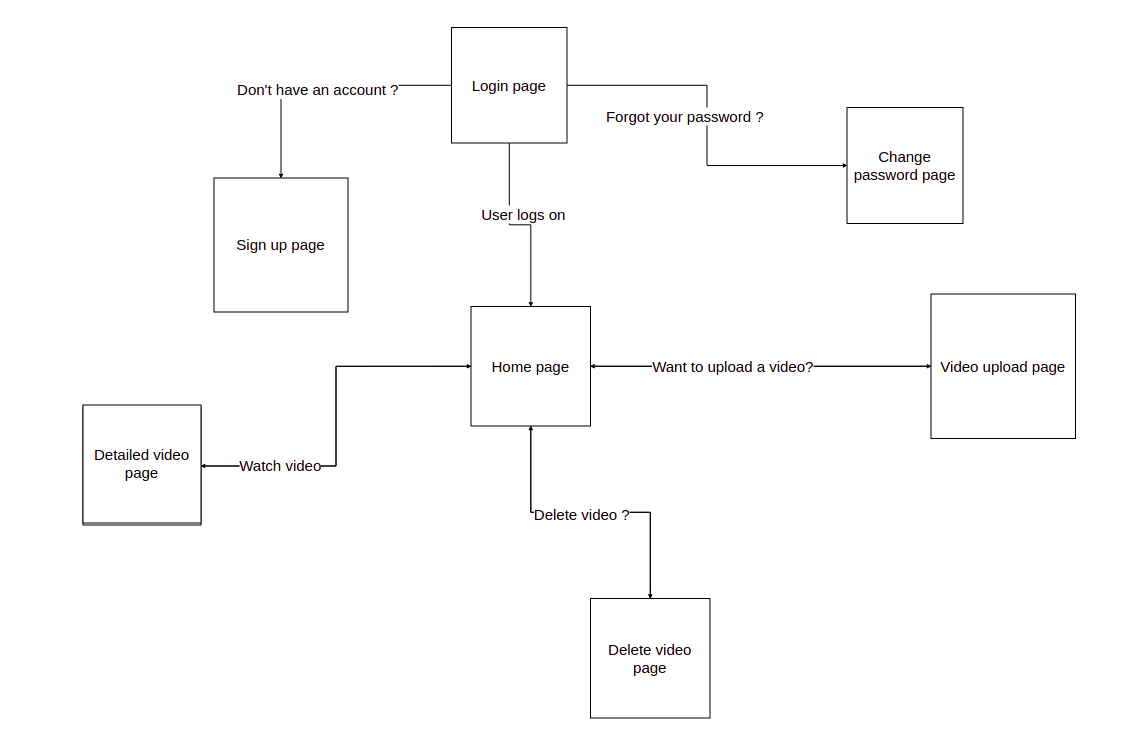 Login page
Don't have an account ?
Forgot your password ?
Change
password page
User logs on
Sign up page
Home page
Want to upload a video?
Video upload page
Detailed video
page
Watch video
Delete video ?
Delete video
page